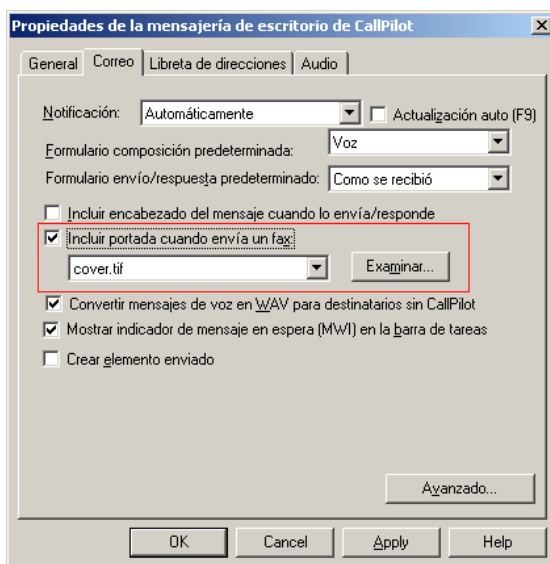 Propiedades de la mensajería de escritorio de CallPilot
General Correo Libreta de direcciones Audio
Notificación: Automáticamente Actualización auto (F9)
Formulario composición predeterminada: Voz
Formulario envío/respuesta predeterminado: Como se recibió
Incluir encabezado del mensaje cuando lo envía/responde
Incluir portada cuando envía un fax:
cover.tif Examinar...
Convertir mensajes de voz en WAV para destinatarios sin CallPilot
Mostrar indicador de mensaje en espera (MWI) en la barra de tareas
Crear elemento enviado
Avanzado...
OK Cancel Apply Help